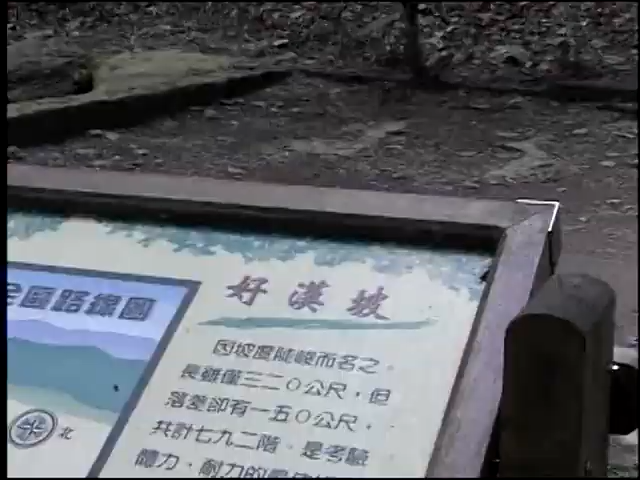 好漢坡
全區路線圖
因坡度陡峻而名之。
長雖僅三二〇公尺，但
落差卻有一五〇公尺，
共計七九二階。是考驗
體力、耐力的最佳
北